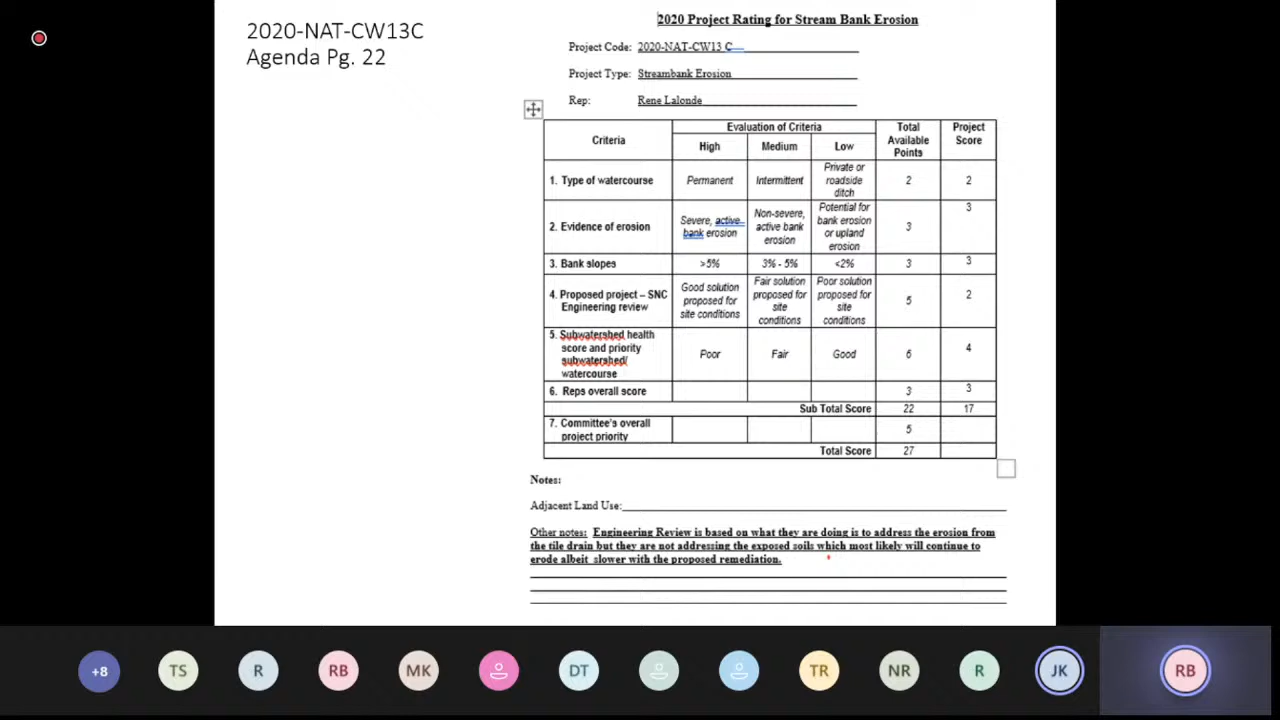 2020-NAT-CW13C
Agenda Pg. 22
2020 Project Rating for Stream Bank Erosion
Project Code: 2020-NAT-CW13 C
Project Type: Streambank Erosion
Rep: Rene Lalonde
Criteria
Evaluation of Criteria
Total Available Points
Project Score
High
Medium
Low
1. Type of watercourse
Permanent
Intermittent
Private or roadside ditch
2
2
2. Evidence of erosion
Severe, active bank erosion
Non-severe, active bank erosion
Potential for bank erosion or upland erosion
3
3
3. Bank slopes
>5%
3% - 5%
<2%
3
3
4. Proposed project – SNC Engineering review
Good solution proposed for site conditions
Fair solution proposed for site conditions
Poor solution proposed for site conditions
5
2
5. Subwatershed health score and priority subwatershed/ watercourse
Poor
Fair
Good
6
4
6. Reps overall score
3
3
Sub Total Score
22
17
7. Committee's overall project priority
5
Total Score
27
Notes:
Adjacent Land Use:
Other notes: Engineering Review is based on what they are doing is to address the erosion from
the tile drain but they are not addressing the exposed soils which most likely will continue to
erode albeit slower with the proposed remediation.
+8
TS
R
RB
MK
DT
TR
NR
R
JK
RB